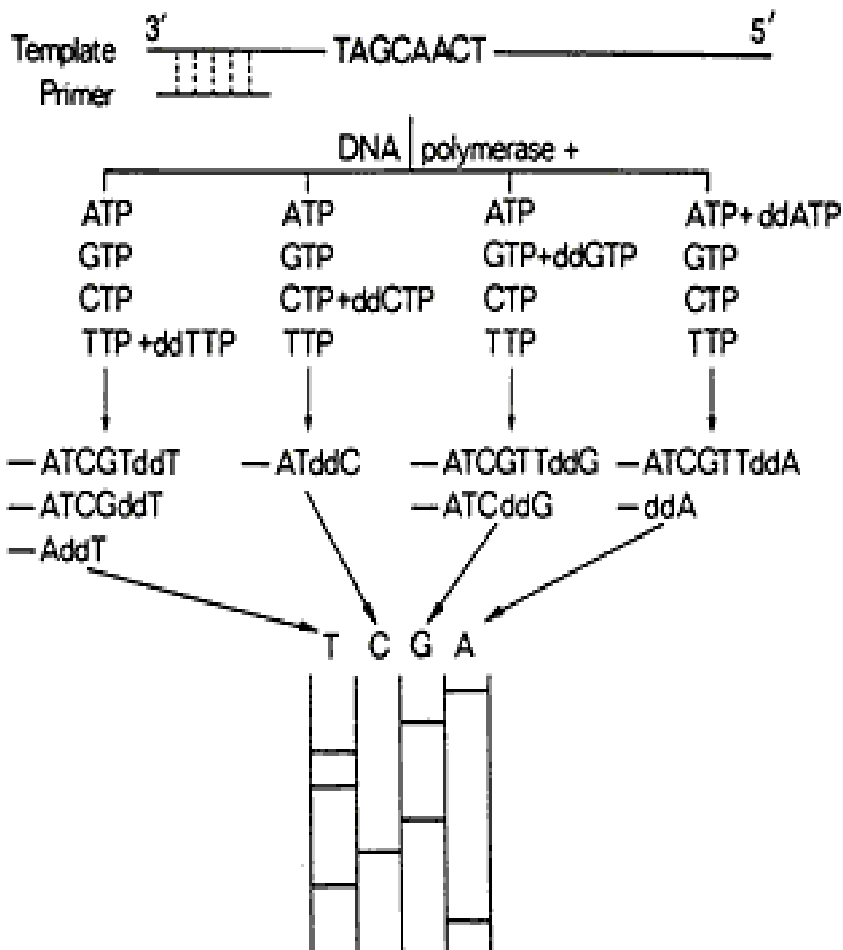 3′ 5′
Template TAGCAACT
Primer
DNA polymerase +
ATP ATP ATP ATP+ddATP
GTP GTP GTP+ddGTP GTP
CTP CTP+ddCTP CTP CTP
TTP+ddTTP TTP TTP TTP
—ATCGTddT —ATddC —ATCGTTddG —ATCGTTddA
—ATCGddT —ATCddG —ddA
—AddT
T C G A